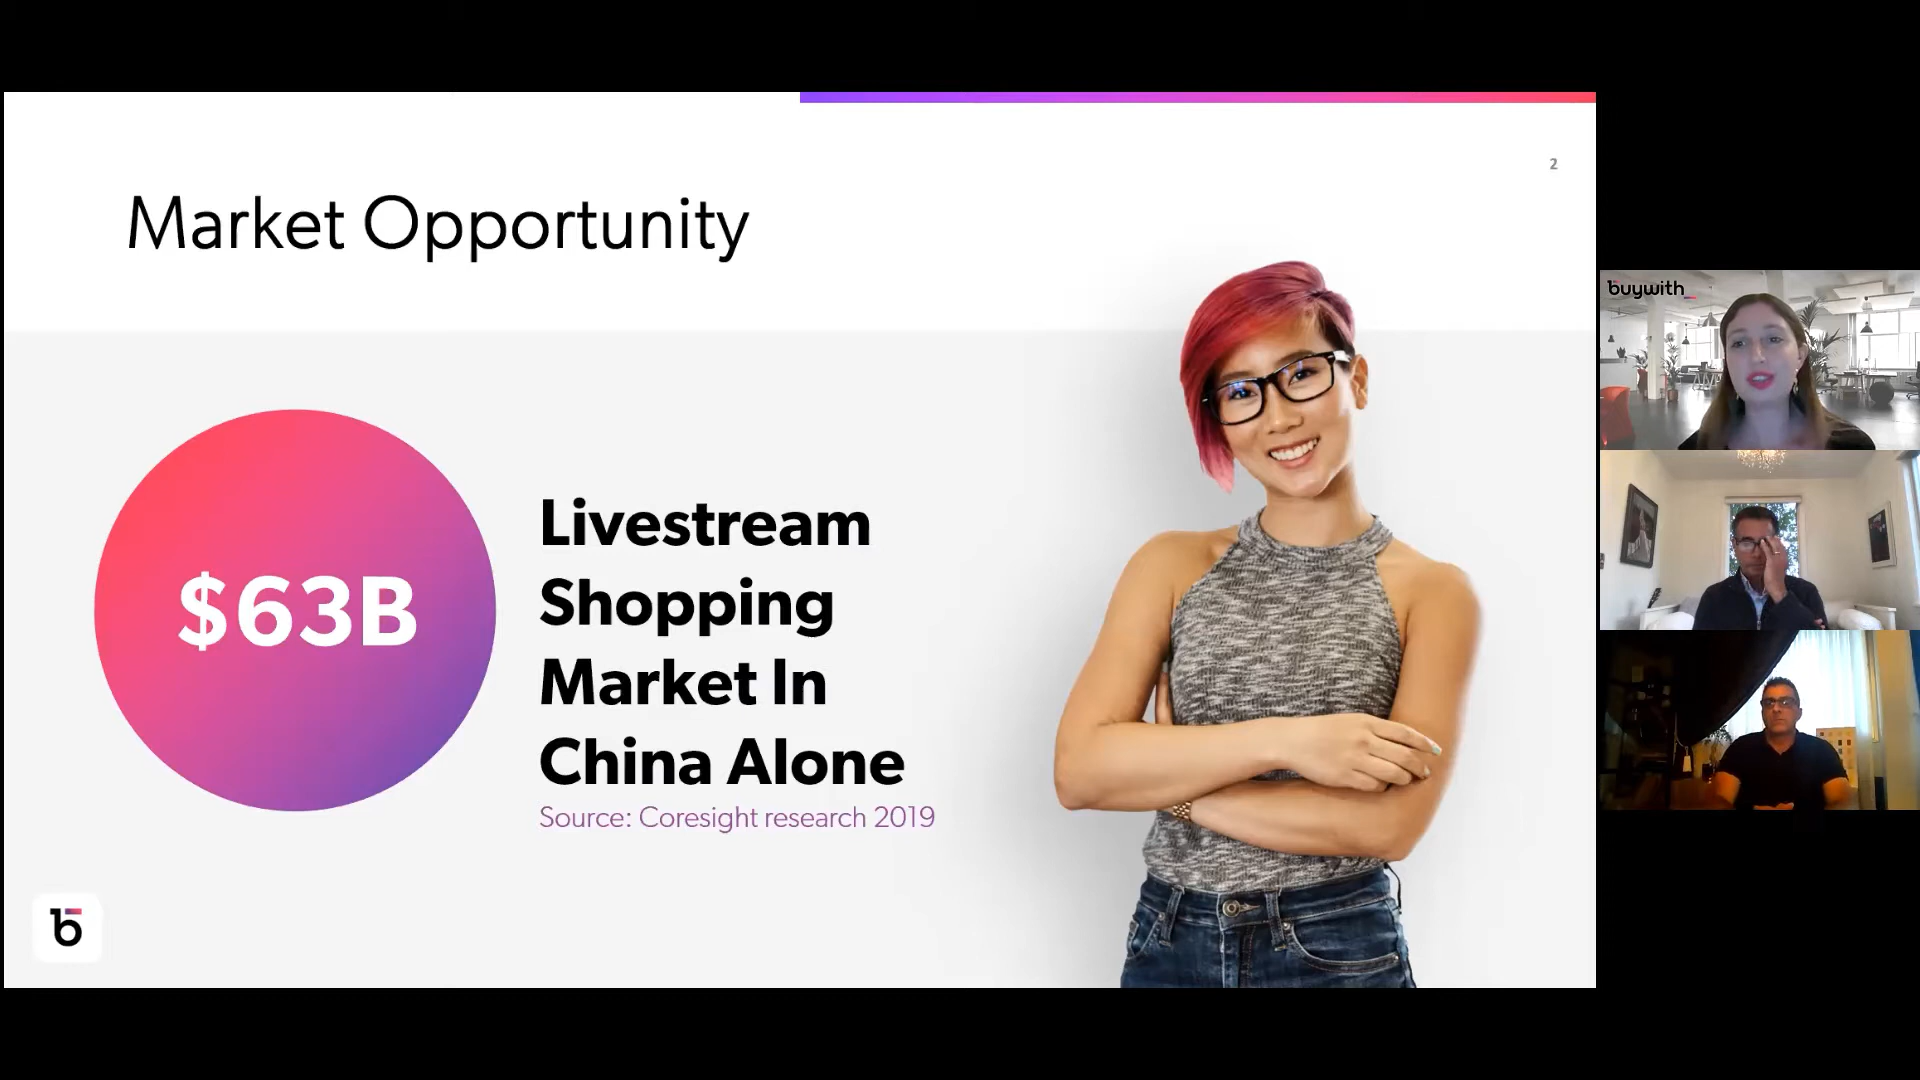 2
Market Opportunity
$63B
Livestream
Shopping
Market In
China Alone
Source: Coresight research 2019
b
buywith